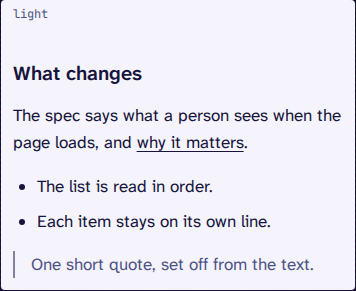 light
What changes
The spec says what a person sees when the
page loads, and why it matters.
The list is read in order.
Each item stays on its own line.
One short quote, set off from the text.